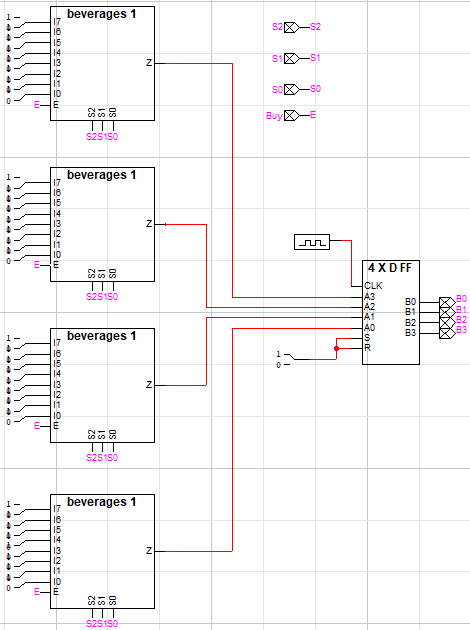 beverages 1
1
I7
I6
I5
I4
I3
I2
I1
I0
0
E E
Z
S2 S1 S0
S2S1S0
S2 S2
S1 S1
S0 S0
Buy E
beverages 1
1
I7
I6
I5
I4
I3
I2
I1
I0
0
E E
Z
S2 S1 S0
S2S1S0
4 X D FF
CLK
A3
A2
A1
A0
S
R
B0 B0
B1 B1
B2 B2
B3 B3
1
0
beverages 1
1
I7
I6
I5
I4
I3
I2
I1
I0
0
E E
Z
S2 S1 S0
S2S1S0
beverages 1
1
I7
I6
I5
I4
I3
I2
I1
I0
0
E E
Z
S2 S1 S0
S2S1S0